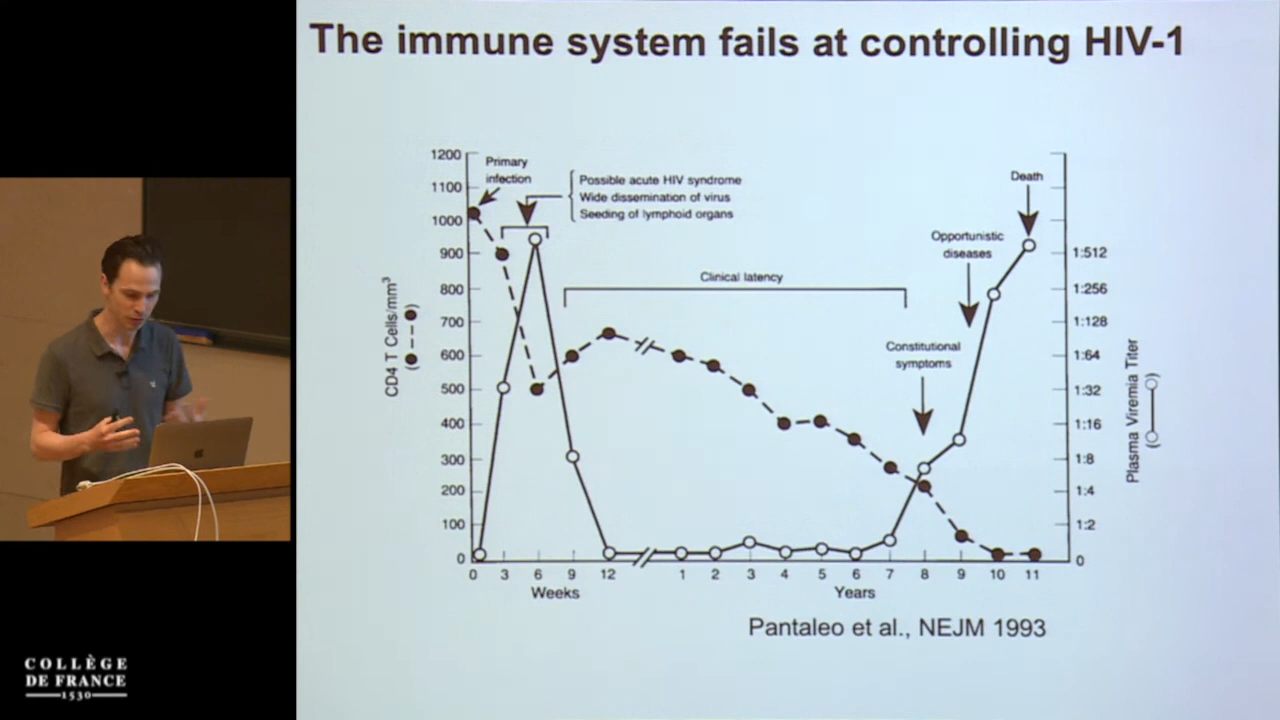 The immune system fails at controlling HIV-1
1200
1100
1000
900
800
700
600
500
400
300
200
100
0
CD4 T Cells/mm³
Primary
infection
Possible acute HIV syndrome
Wide dissemination of virus
Seeding of lymphoid organs
Clinical latency
Constitutional
symptoms
Opportunistic
diseases
Death
1:512
1:256
1:128
1:64
1:32
1:16
1:8
1:4
1:2
0
Plasma Viremia Titer
0 3 6 9 12 1 2 3 4 5 6 7 8 9 10 11
Weeks Years
Pantaleo et al., NEJM 1993
COLLÈGE
DE FRANCE
1530